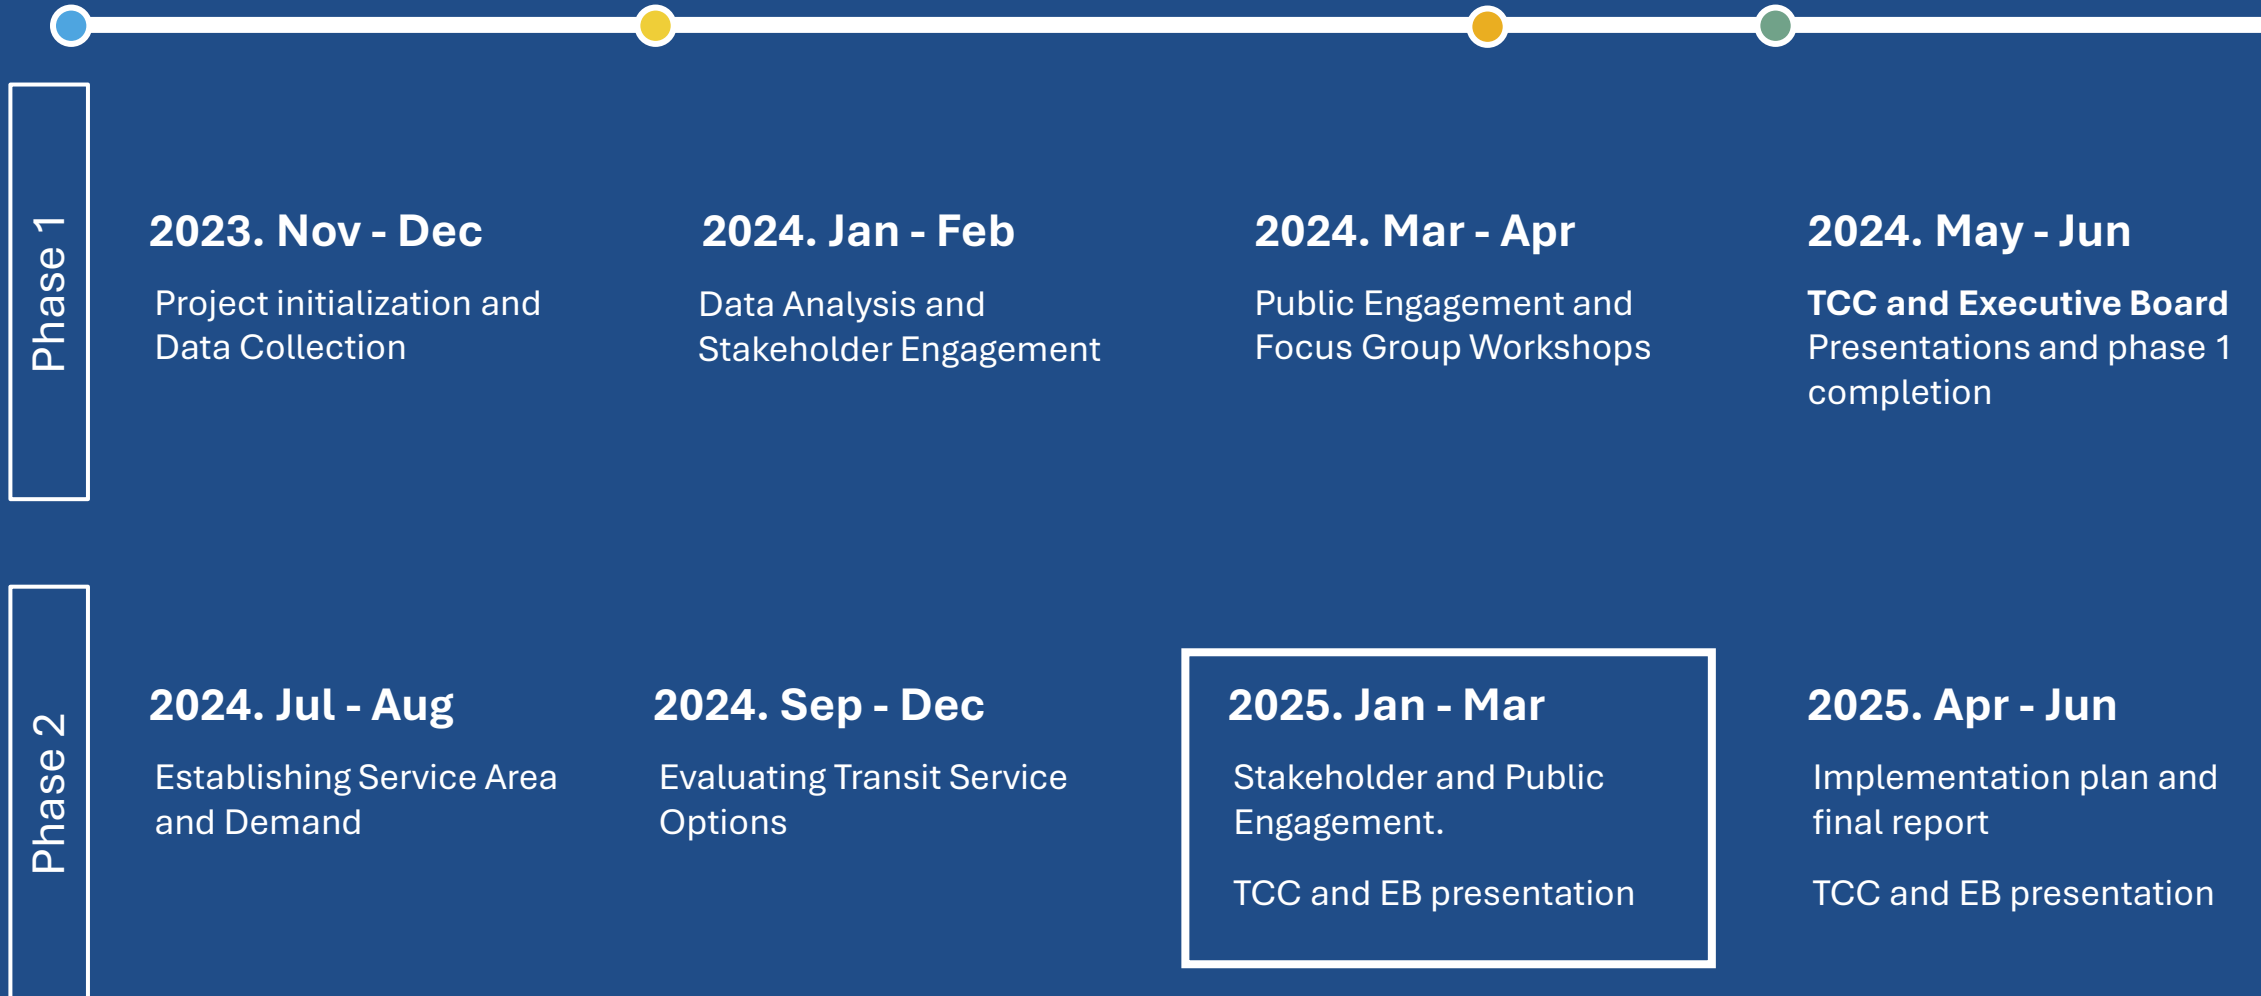 Phase 1
2023. Nov - Dec
Project initialization and
Data Collection
2024. Jan - Feb
Data Analysis and
Stakeholder Engagement
2024. Mar - Apr
Public Engagement and
Focus Group Workshops
2024. May - Jun
TCC and Executive Board
Presentations and phase 1
completion
Phase 2
2024. Jul - Aug
Establishing Service Area
and Demand
2024. Sep - Dec
Evaluating Transit Service
Options
2025. Jan - Mar
Stakeholder and Public
Engagement.
TCC and EB presentation
2025. Apr - Jun
Implementation plan and
final report
TCC and EB presentation